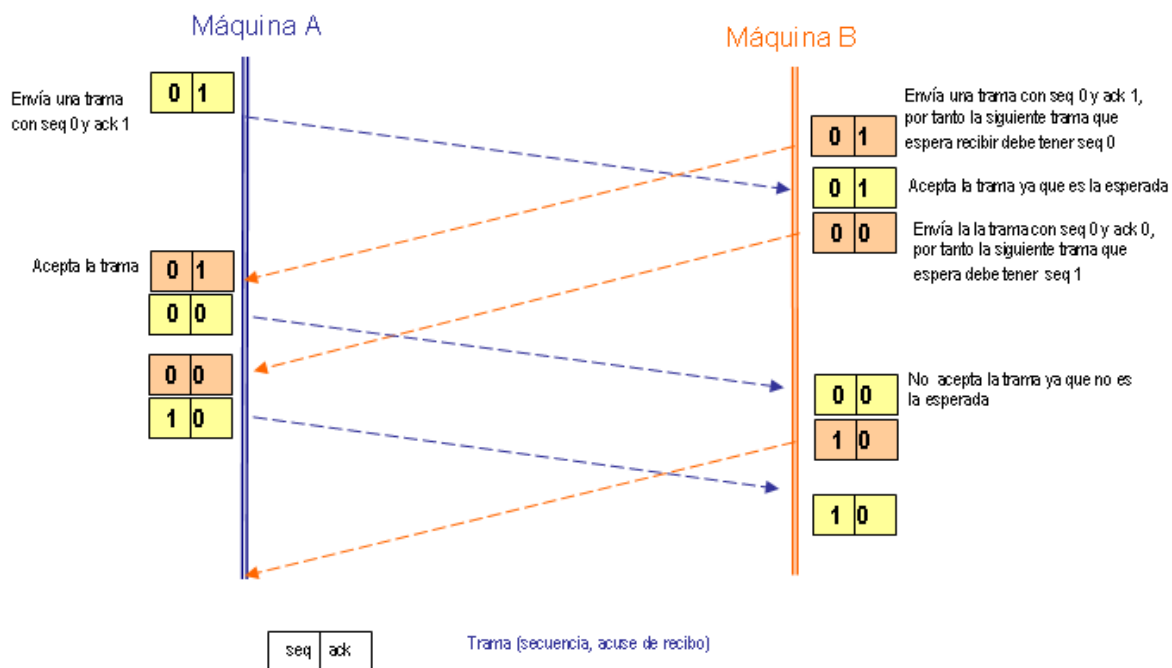 Máquina A
Máquina B
0 1
Envía una trama
con seq 0 y ack 1
Envía una trama con seq 0 y ack 1,
por tanto la siguiente trama que
espera recibir debe tener seq 0
0 1
0 1
Acepta la trama ya que es la esperada
0 0
Envía la la trama con seq 0 y ack 0,
por tanto la siguiente trama que
espera debe tener seq 1
Acepta la trama
0 1
0 0
0 0
1 0
0 0
No acepta la trama ya que no es
la esperada
1 0
1 0
seq ack
Trama (secuencia, acuse de recibo)